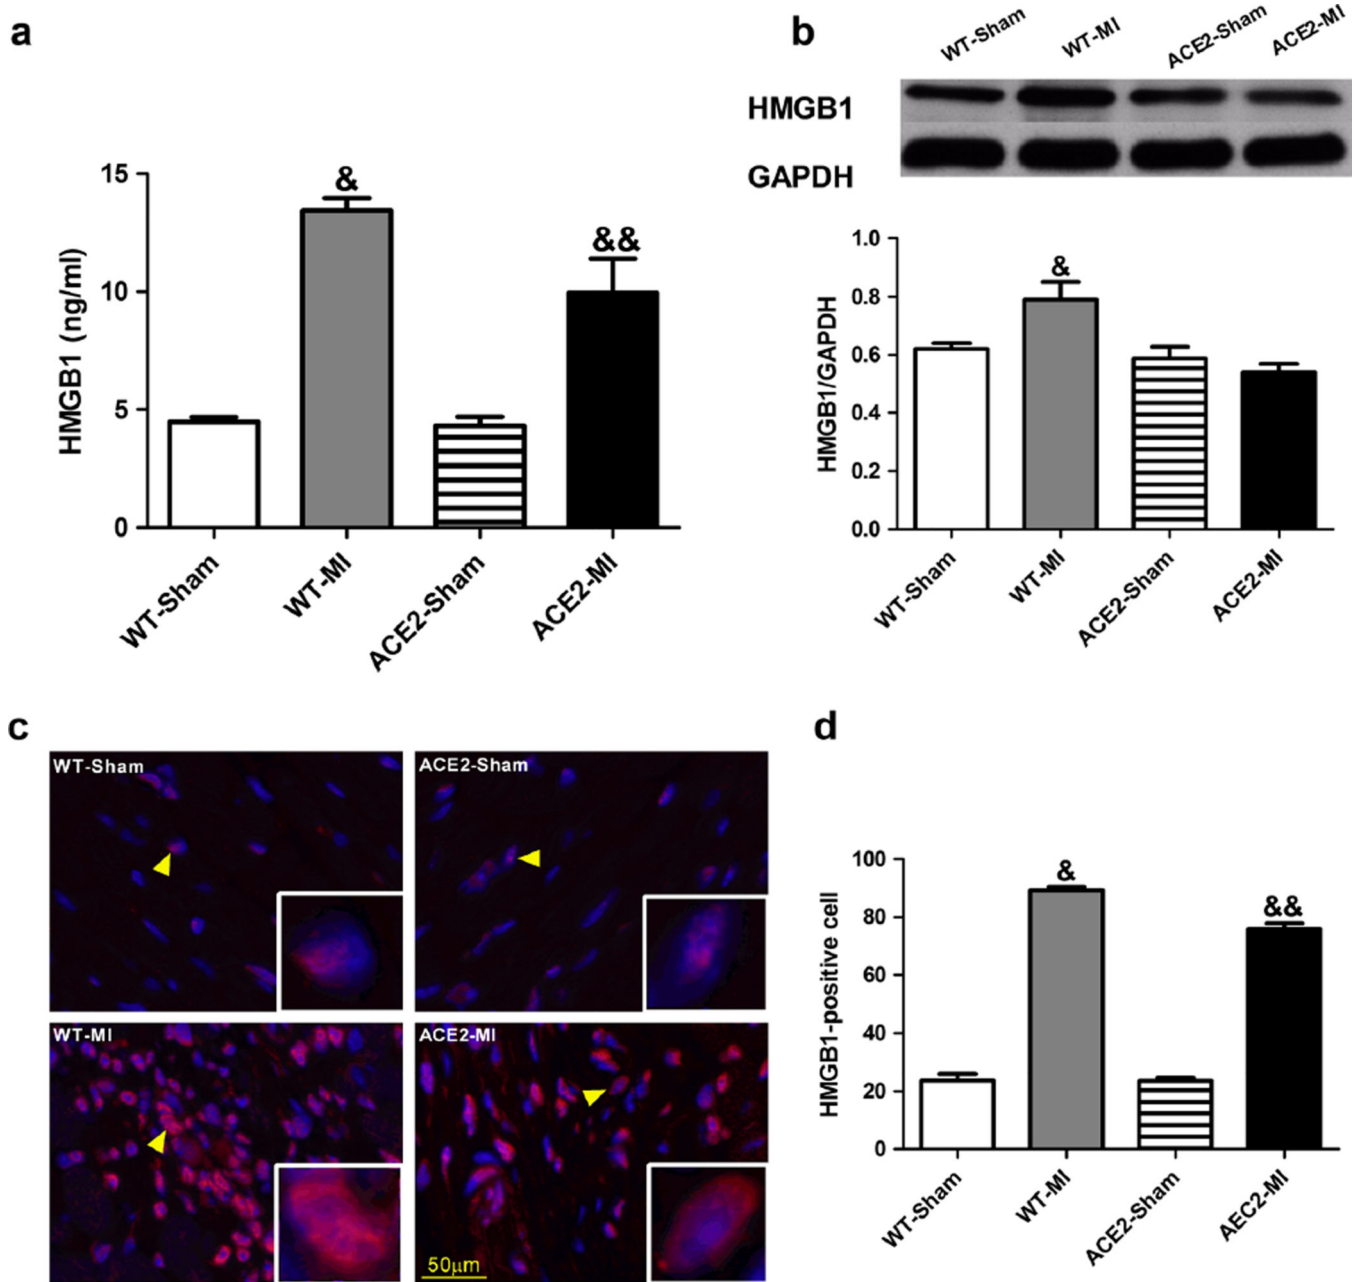 a
15
10
5
0
HMGB1 (ng/ml)
&
&&
WT-Sham
WT-MI
ACE2-Sham
ACE2-MI
b
WT-Sham
WT-MI
ACE2-Sham
ACE2-MI
HMGB1
GAPDH
1.0
0.8
0.6
0.4
0.2
0.0
HMGB1/GAPDH
&
WT-Sham
WT-MI
ACE2-Sham
ACE2-MI
c
WT-Sham
ACE2-Sham
WT-MI
ACE2-MI
50μm
d
100
80
60
40
20
0
HMGB1-positive cell
&
&&
WT-Sham
WT-MI
ACE2-Sham
AEC2-MI